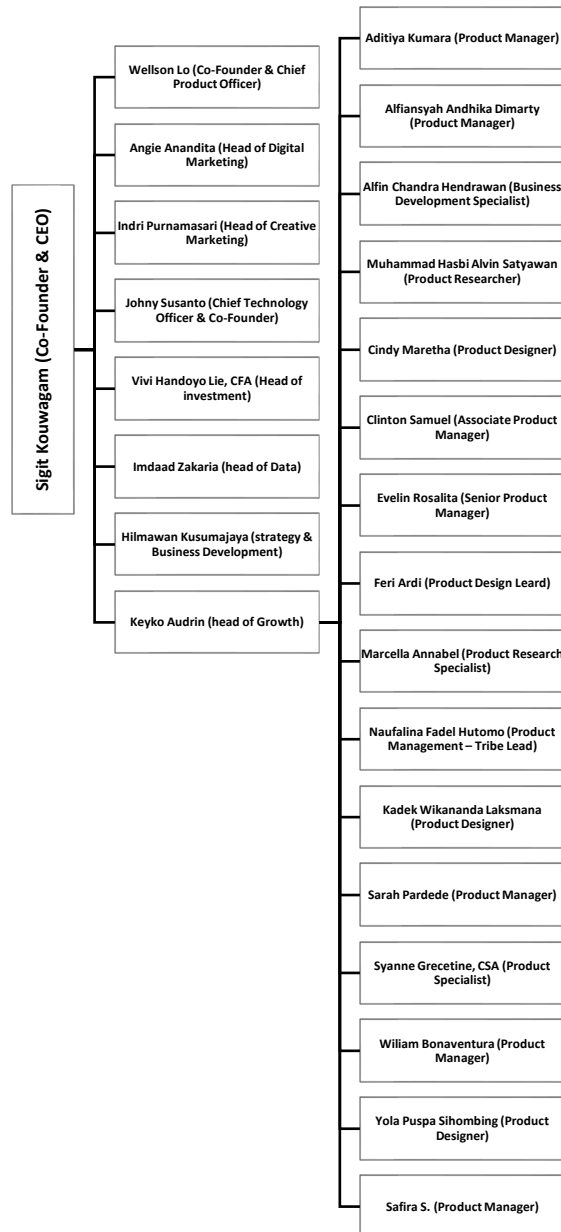 Sigit Kouwagam (Co-Founder & CEO)
Wellson Lo (Co-Founder & Chief
Product Officer)
Angie Anandita (Head of Digital
Marketing)
Indri Purnamasari (Head of Creative
Marketing)
Johny Susanto (Chief Technology
Officer & Co-Founder)
Vivi Handoyo Lie, CFA (Head of
investment)
Imdaad Zakaria (head of Data)
Hilmawan Kusumajaya (strategy &
Business Development)
Keyko Audrin (head of Growth)
Aditiya Kumara (Product Manager)
Alfiansyah Andhika Dimarty
(Product Manager)
Alfin Chandra Hendrawan (Business
Development Specialist)
Muhammad Hasbi Alvin Satyawan
(Product Researcher)
Cindy Maretha (Product Designer)
Clinton Samuel (Associate Product
Manager)
Evelin Rosalita (Senior Product
Manager)
Feri Ardi (Product Design Leard)
Marcella Annabel (Product Research
Specialist)
Naufalina Fadel Hutomo (Product
Management – Tribe Lead)
Kadek Wikananda Laksmana
(Product Designer)
Sarah Pardede (Product Manager)
Syanne Grecetine, CSA (Product
Specialist)
Wiliam Bonaventura (Product
Manager)
Yola Puspa Sihombing (Product
Designer)
Safira S. (Product Manager)